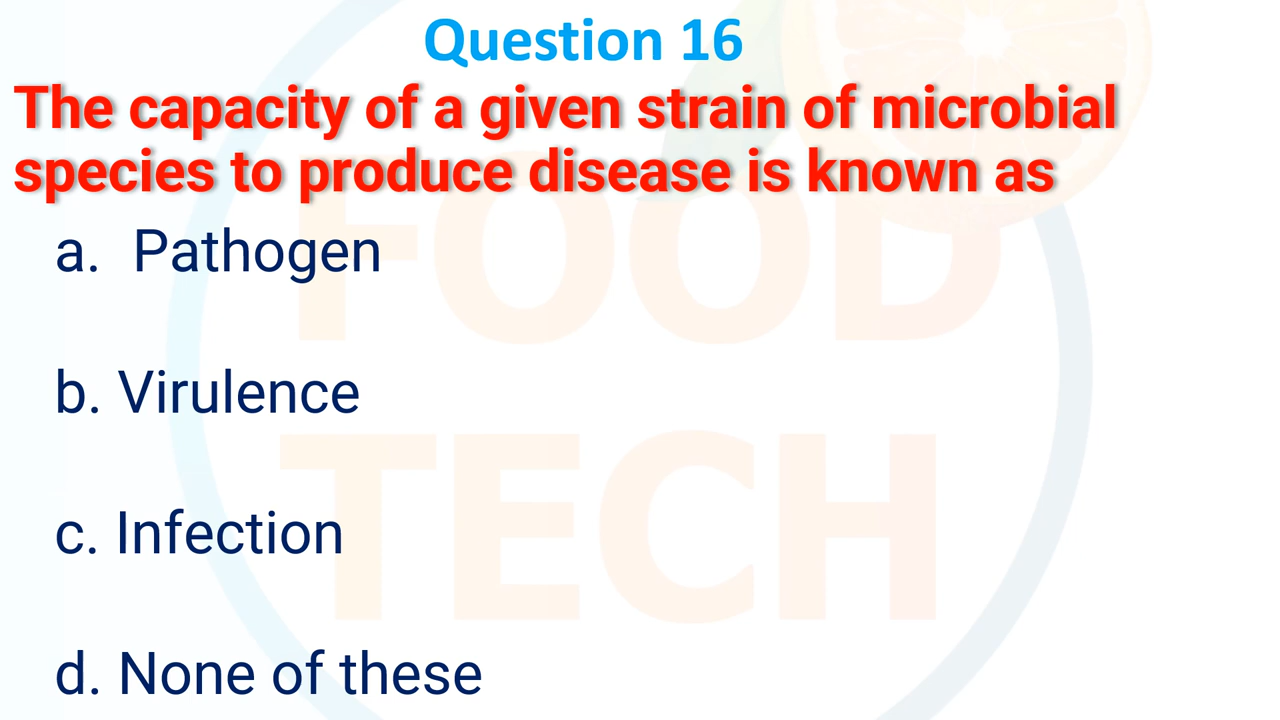 Question 16
The capacity of a given strain of microbial
species to produce disease is known as
a. Pathogen
b. Virulence
c. Infection
d. None of these
FOOD
TECH